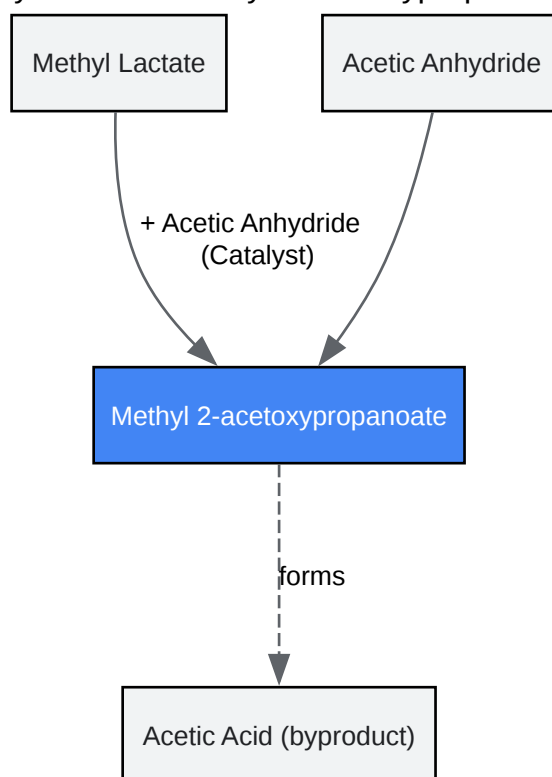 Methyl Lactate
Acetic Anhydride
+ Acetic Anhydride
(Catalyst)
Methyl 2-acetoxypropanoate
forms
Acetic Acid (byproduct)